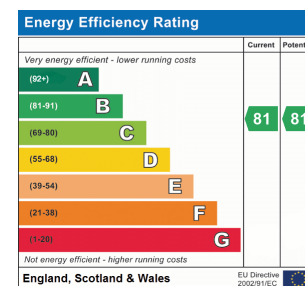 Energy Efficiency Rating
Current Potent
Very energy efficient - lower running costs
(92+) A
(81-91) B
81 81
(69-80) C
(55-68) D
(39-54) E
(21-38) F
(1-20) G
Not energy efficient - higher running costs
England, Scotland & Wales
EU Directive
2002/91/EC